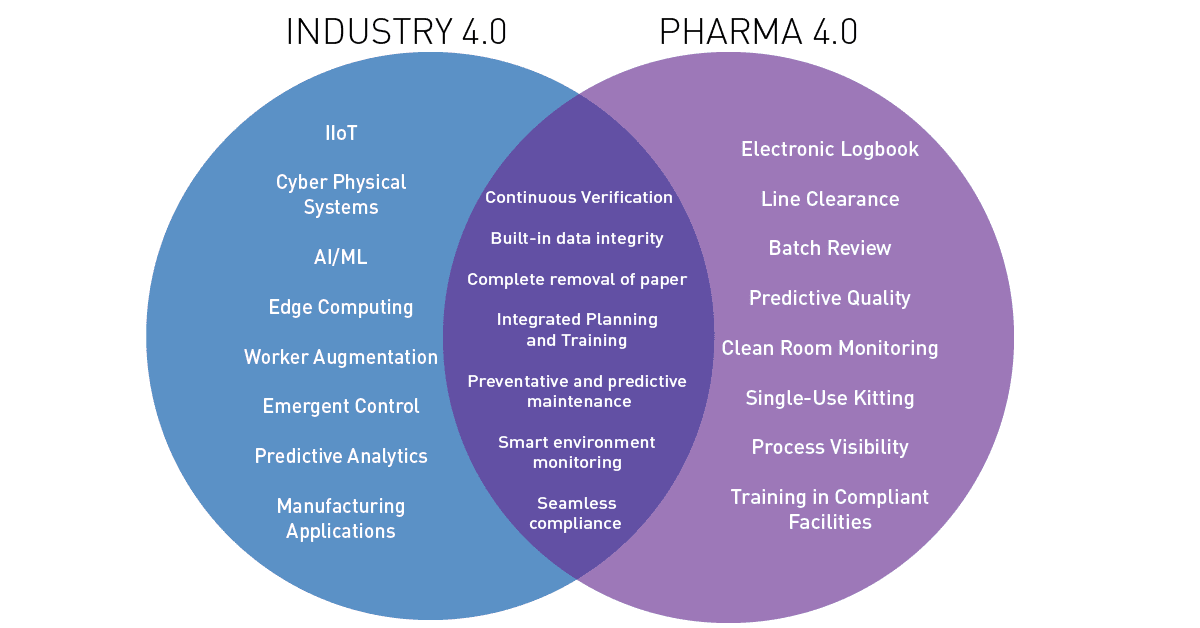 INDUSTRY 4.0
PHARMA 4.0
IIoT
Cyber Physical
Systems
AI/ML
Edge Computing
Worker Augmentation
Emergent Control
Predictive Analytics
Manufacturing
Applications
Continuous Verification
Built-in data integrity
Complete removal of paper
Integrated Planning
and Training
Preventative and predictive
maintenance
Smart environment
monitoring
Seamless
compliance
Electronic Logbook
Line Clearance
Batch Review
Predictive Quality
Clean Room Monitoring
Single-Use Kitting
Process Visibility
Training in Compliant
Facilities